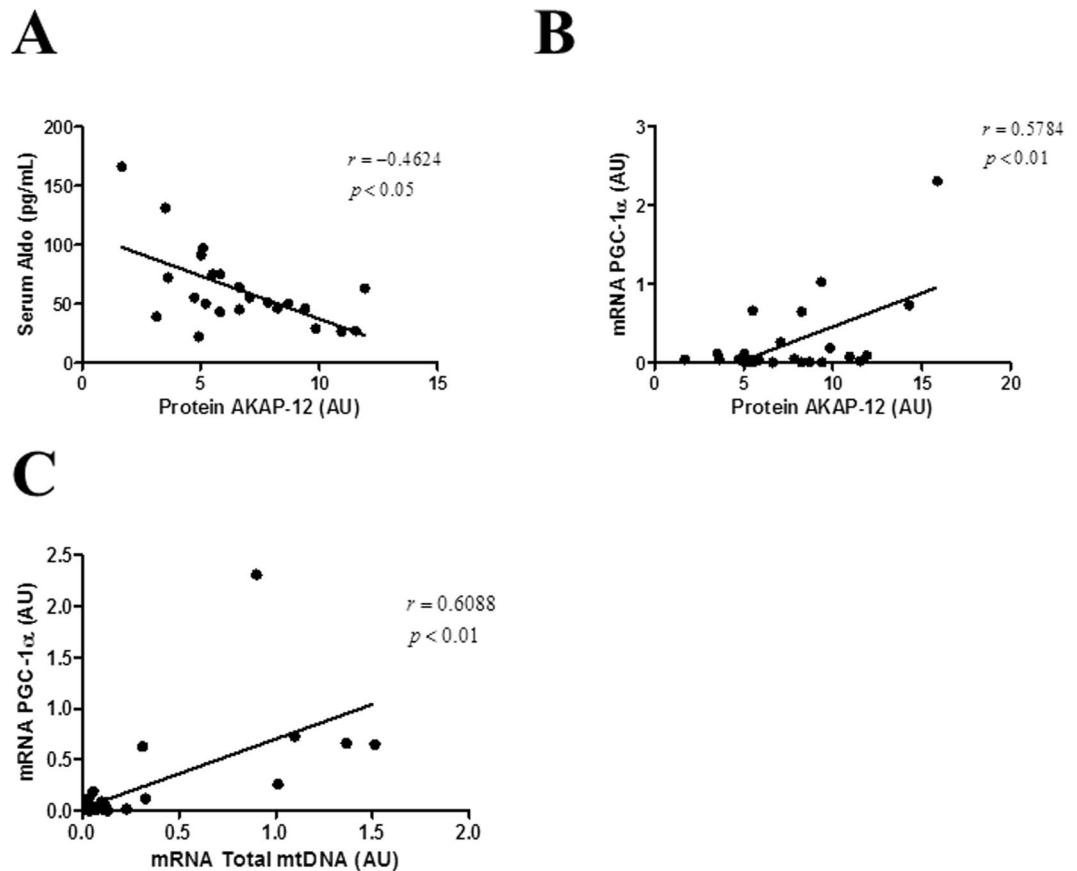 A
Serum Aldo (pg/mL)
200
150
100
50
0
0 5 10 15
Protein AKAP-12 (AU)
r = −0.4624
p < 0.05
B
mRNA PGC-1α (AU)
3
2
1
0
0 5 10 15 20
Protein AKAP-12 (AU)
r = 0.5784
p < 0.01
C
mRNA PGC-1α (AU)
2.5
2.0
1.5
1.0
0.5
0.0
0.0 0.5 1.0 1.5 2.0
mRNA Total mtDNA (AU)
r = 0.6088
p < 0.01